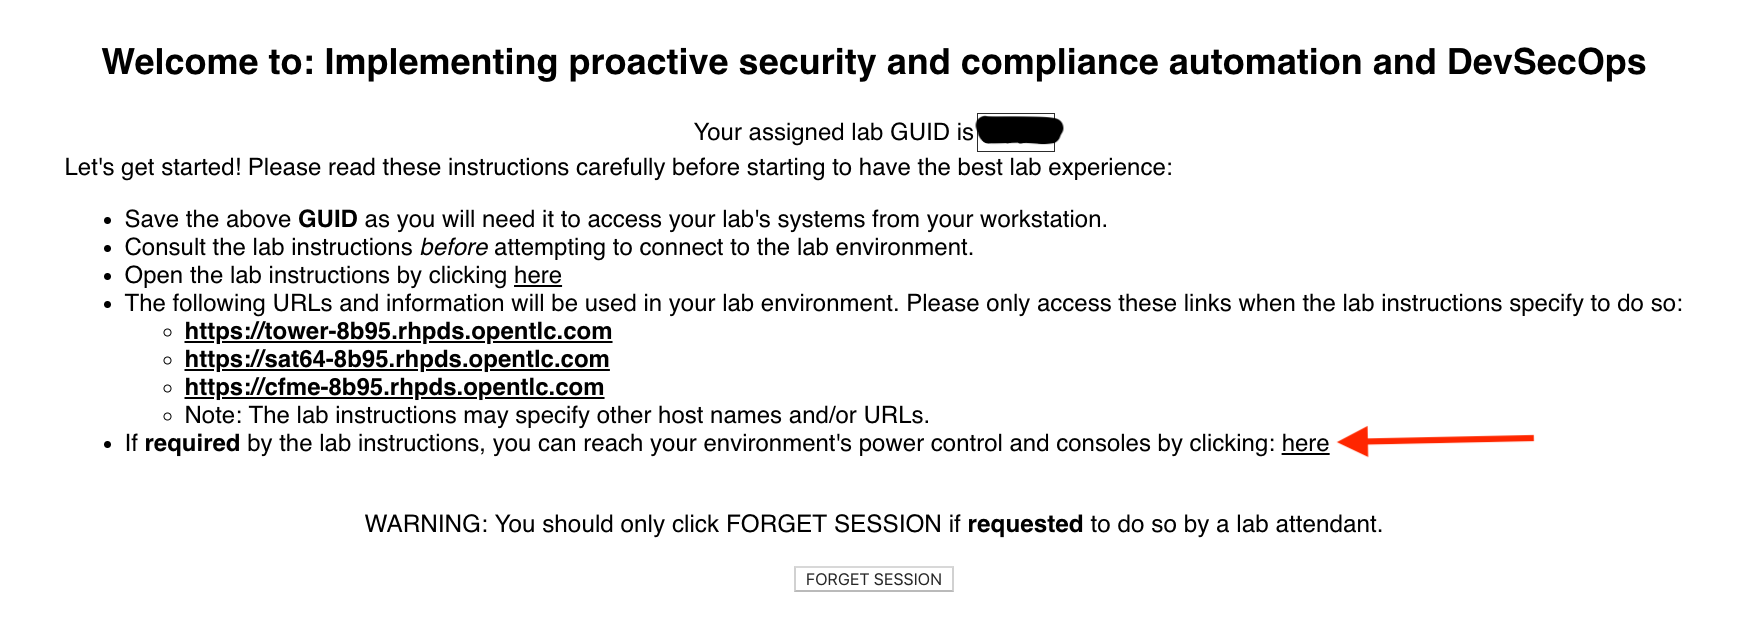 Welcome to: Implementing proactive security and compliance automation and DevSecOps
Your assigned lab GUID is
Let's get started! Please read these instructions carefully before starting to have the best lab experience:
• Save the above GUID as you will need it to access your lab's systems from your workstation.
• Consult the lab instructions before attempting to connect to the lab environment.
• Open the lab instructions by clicking here
• The following URLs and information will be used in your lab environment. Please only access these links when the lab instructions specify to do so:
◦ https://tower-8b95.rhpds.opentlc.com
◦ https://sat64-8b95.rhpds.opentlc.com
◦ https://cfme-8b95.rhpds.opentlc.com
◦ Note: The lab instructions may specify other host names and/or URLs.
• If required by the lab instructions, you can reach your environment's power control and consoles by clicking: here
WARNING: You should only click FORGET SESSION if requested to do so by a lab attendant.
FORGET SESSION